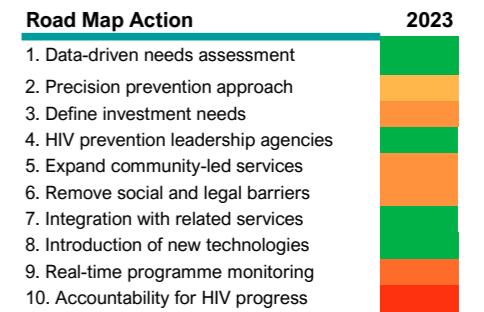 Road Map Action 2023
1. Data-driven needs assessment
2. Precision prevention approach
3. Define investment needs
4. HIV prevention leadership agencies
5. Expand community-led services
6. Remove social and legal barriers
7. Integration with related services
8. Introduction of new technologies
9. Real-time programme monitoring
10. Accountability for HIV progress